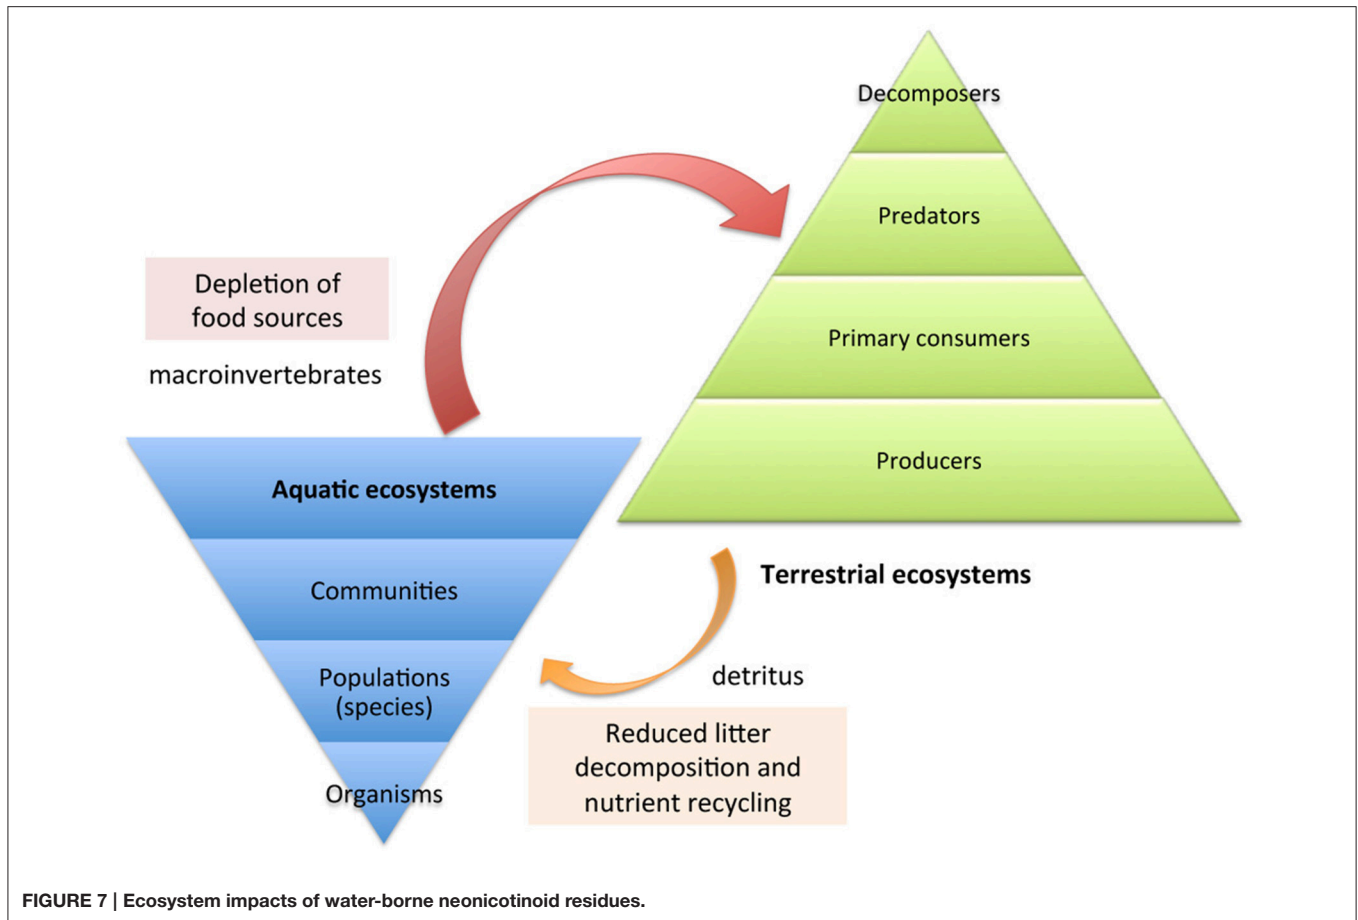 Decomposers
Predators
Primary consumers
Producers
Terrestrial ecosystems
Depletion of
food sources
macroinvertebrates
Aquatic ecosystems
Communities
Populations
(species)
Organisms
detritus
Reduced litter
decomposition and
nutrient recycling
FIGURE 7 | Ecosystem impacts of water-borne neonicotinoid residues.